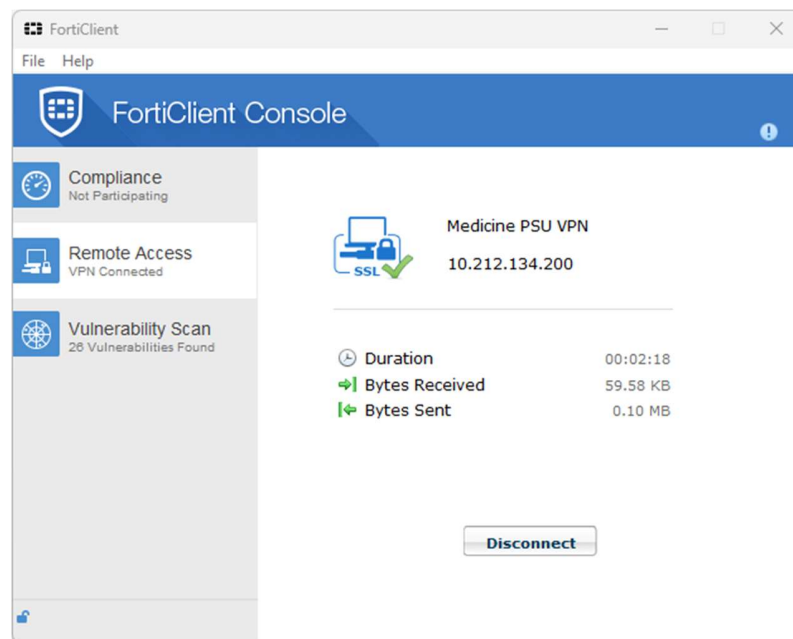 FortiClient
File Help
FortiClient Console
Compliance
Not Participating
Remote Access
VPN Connected
Vulnerability Scan
26 Vulnerabilities Found
SSL
Medicine PSU VPN
10.212.134.200
Duration 00:02:18
Bytes Received 59.58 KB
Bytes Sent 0.10 MB
Disconnect